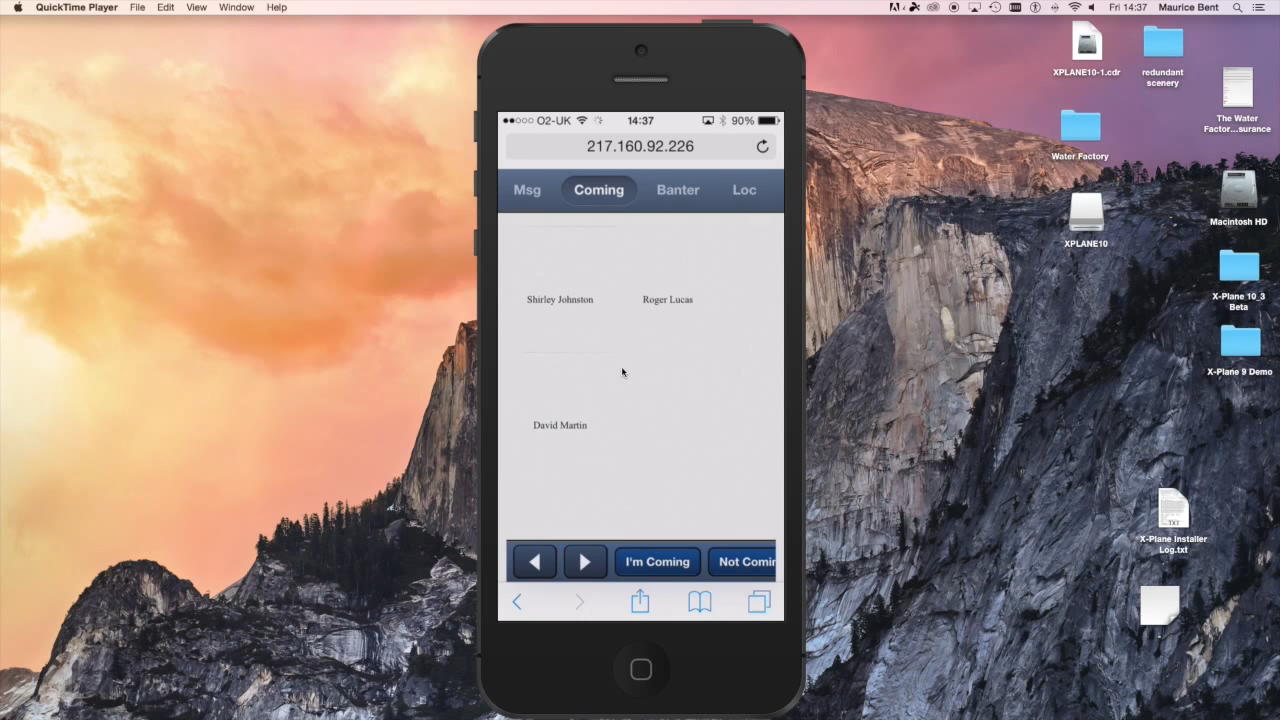 QuickTime Player File Edit View Window Help Fri 14:37 Maurice Bent
XPLANE10-1.cdr
redundant
scenery
The Water
Factor...surance
Water Factory
Macintosh HD
XPLANE10
X-Plane 10_3
Beta
X-Plane 9 Demo
X-Plane Installer
Log.txt
TXT
O2-UK 14:37 90%
217.160.92.226
Msg Coming Banter Loc
Shirley Johnston Roger Lucas
David Martin
I'm Coming Not Comin